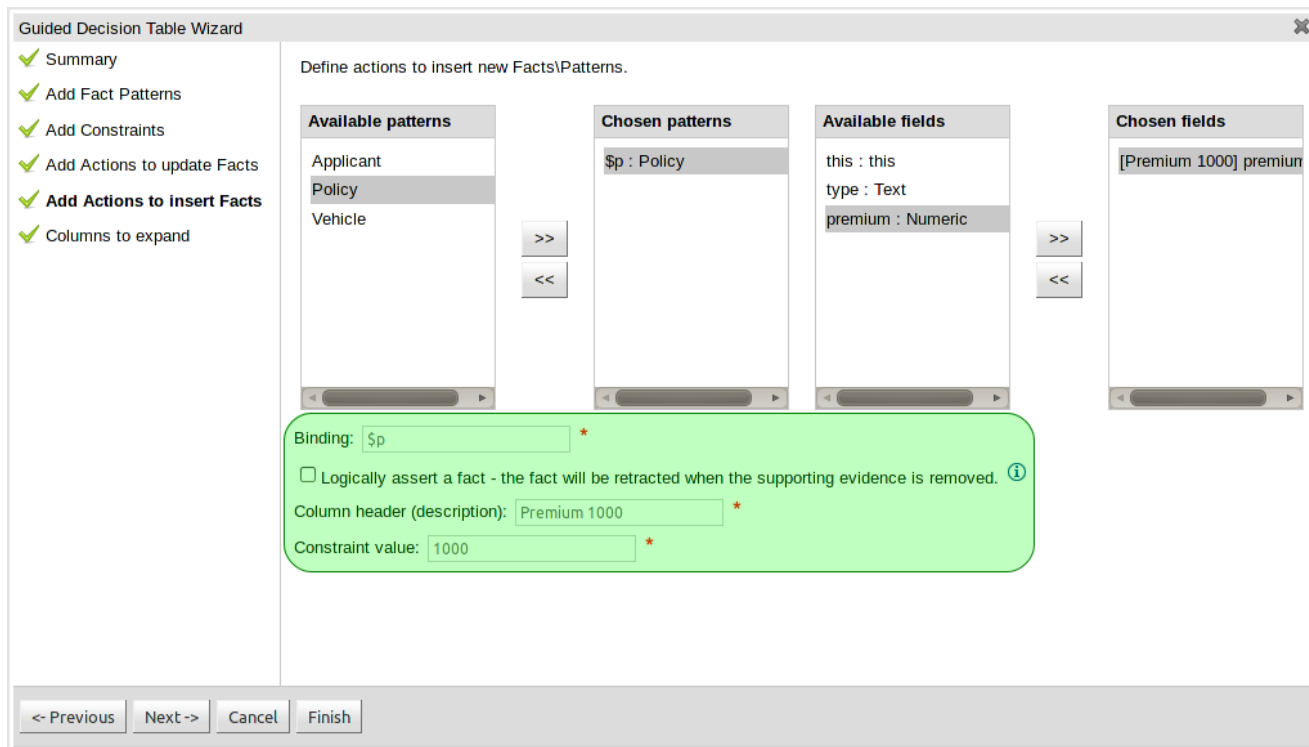 Guided Decision Table Wizard
Summary
Add Fact Patterns
Add Constraints
Add Actions to update Facts
Add Actions to insert Facts
Columns to expand
Define actions to insert new Facts\Patterns.
Available patterns
Applicant
Policy
Vehicle
>>
<<
Chosen patterns
$p : Policy
Available fields
this : this
type : Text
premium : Numeric
>>
<<
Chosen fields
[Premium 1000] premium
Binding: $p *
Logically assert a fact - the fact will be retracted when the supporting evidence is removed.
Column header (description): Premium 1000 *
Constraint value: 1000 *
<- Previous Next -> Cancel Finish